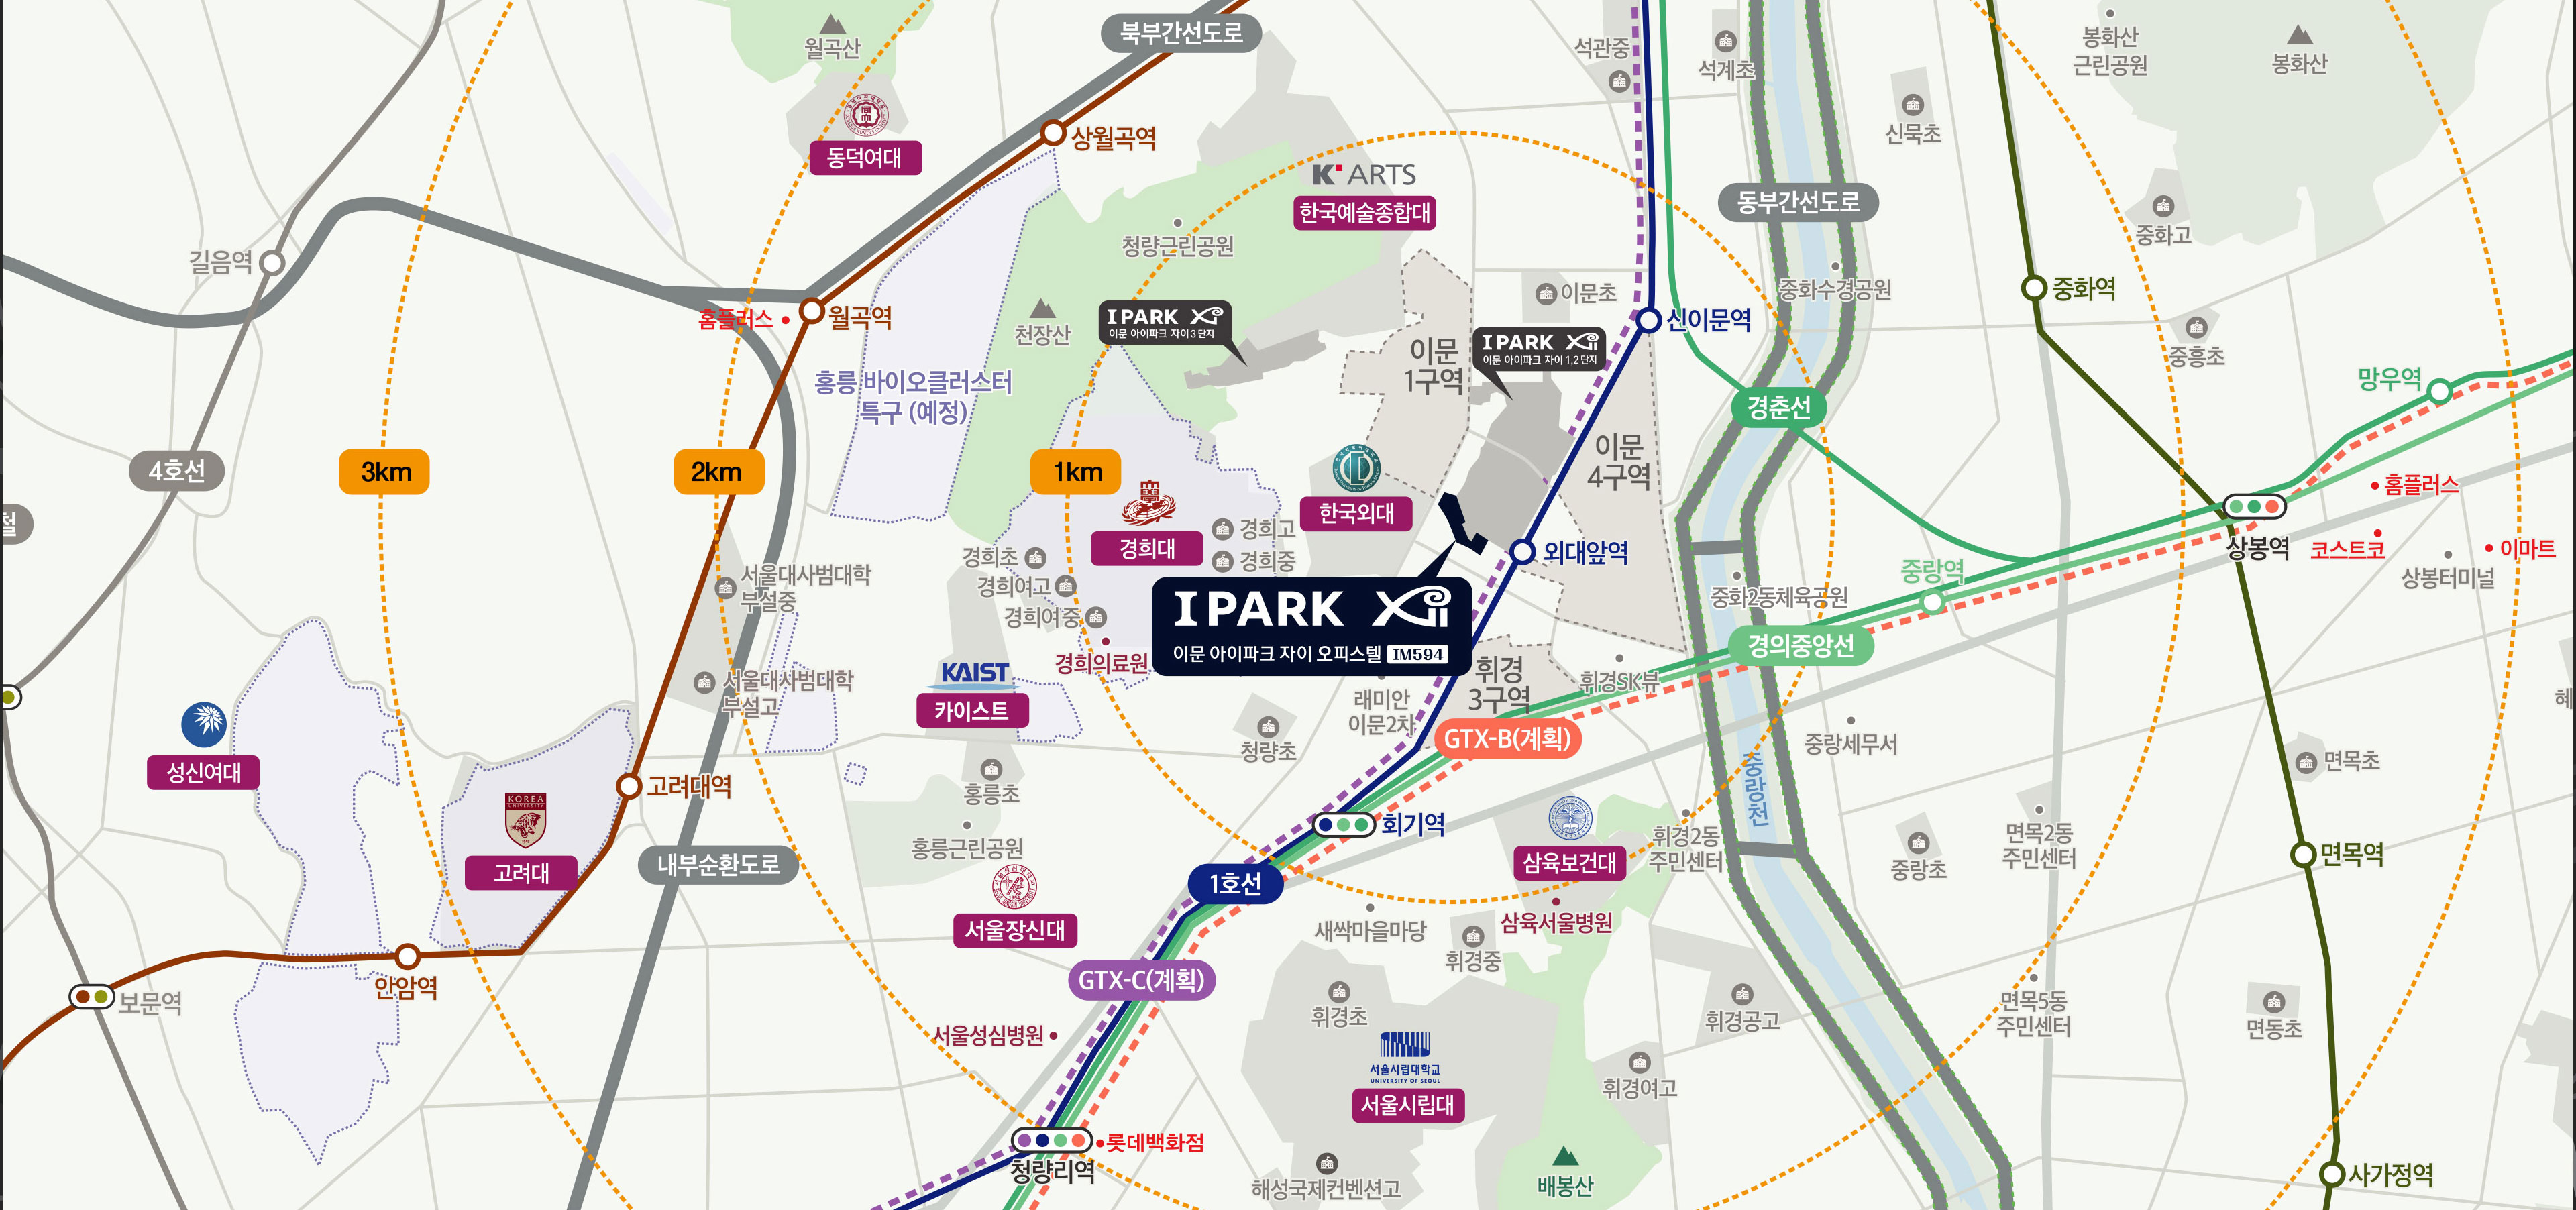 북부간선도로
월곡산
석관중
석계초
봉화산
근린공원
봉화산
동덕여대
상월곡역
신묵초
K'ARTS
한국예술종합대
동부간선도로
청량근린공원
중화고
길음역
중화수경공원
이문초
중화역
천장산
홈플러스
월곡역
I PARK Xii
이문 아이파크 자이 3단지
신이문역
I PARK Xii
이문 아이파크 자이 1,2단지
중흥초
이문
1구역
홍릉 바이오클러스터
특구 (예정)
망우역
경춘선
4호선
3km
2km
1km
이문
4구역
홈플러스
한국외대
철
경희고
경희대
경희중
외대앞역
상봉역
코스트코
이마트
경희초
경희여고
경희여중
서울대사범대학
부설중
중랑역
상봉터미널
중화2동체육공원
I PARK Xii
이문 아이파크 자이 오피스텔 IM594
경의중앙선
경희의료원
KAIST
카이스트
서울대사범대학
부설고
휘경
3구역
휘경SK뷰
래미안
이문2차
혜
성신여대
GTX-B(계획)
청량초
중랑세무서
면목초
고려대역
홍릉초
중랑천
KOREA
UNIVERSITY
고려대
회기역
홍릉근린공원
내부순환도로
삼육보건대
휘경2동
주민센터
중랑초
면목2동
주민센터
면목역
1호선
서울장신대
새싹마을마당
삼육서울병원
휘경중
안암역
보문역
GTX-C(계획)
휘경초
휘경공고
면목5동
주민센터
면동초
서울성심병원
서울시립대학교
UNIVERSITY OF SEOUL
서울시립대
휘경여고
롯데백화점
청량리역
해성국제컨벤션고
배봉산
사가정역